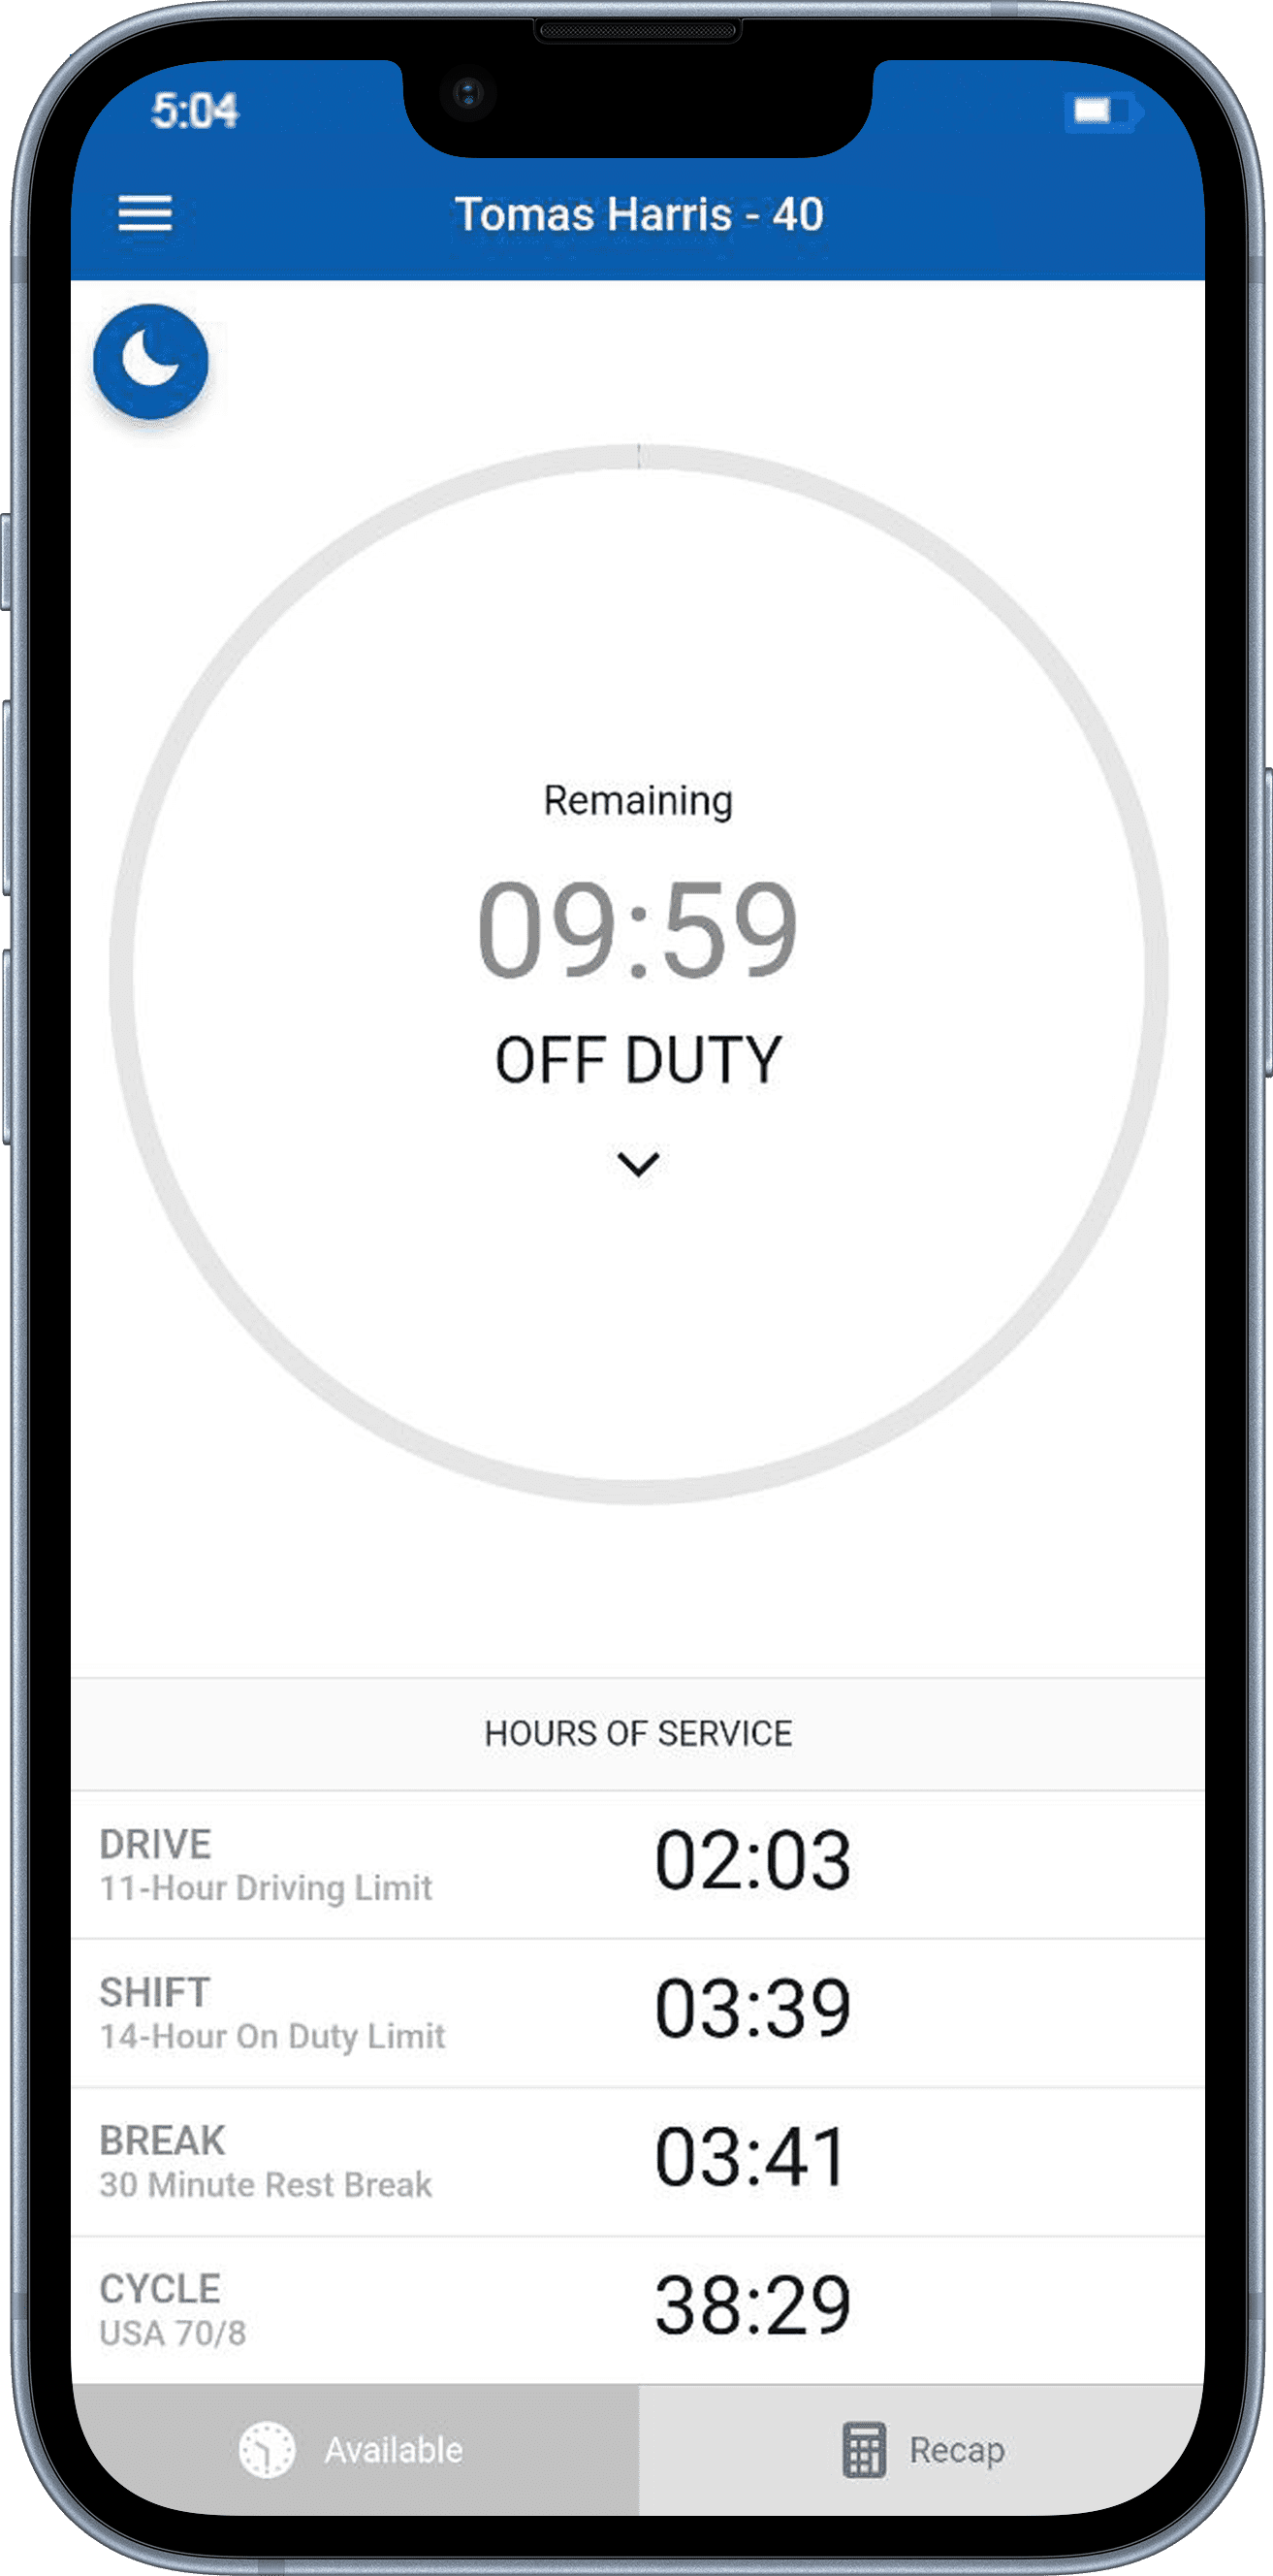 5:04
Tomas Harris - 40
Remaining
09:59
OFF DUTY
HOURS OF SERVICE
DRIVE
11-Hour Driving Limit
02:03
SHIFT
14-Hour On Duty Limit
03:39
BREAK
30 Minute Rest Break
03:41
CYCLE
USA 70/8
38:29
Available
Recap